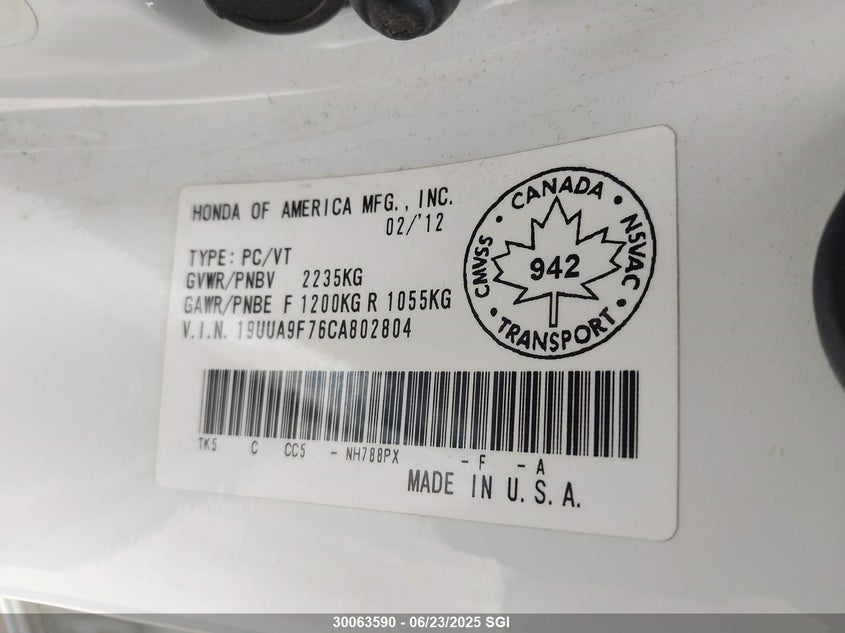 HONDA OF AMERICA MFG., INC.
02/'12
TYPE: PC/VT
GVWR/PNBV 2235KG
GAWR/PNBE F 1200KG R 1055KG
V.I.N. 19UUA9F76CA802804
CANADA • NSVAC • TRANSPORT • CMVSS •
942
TK5 C CC5 - NH788PX - F - A
MADE IN U.S.A.
30063590 - 06/23/2025 SGI